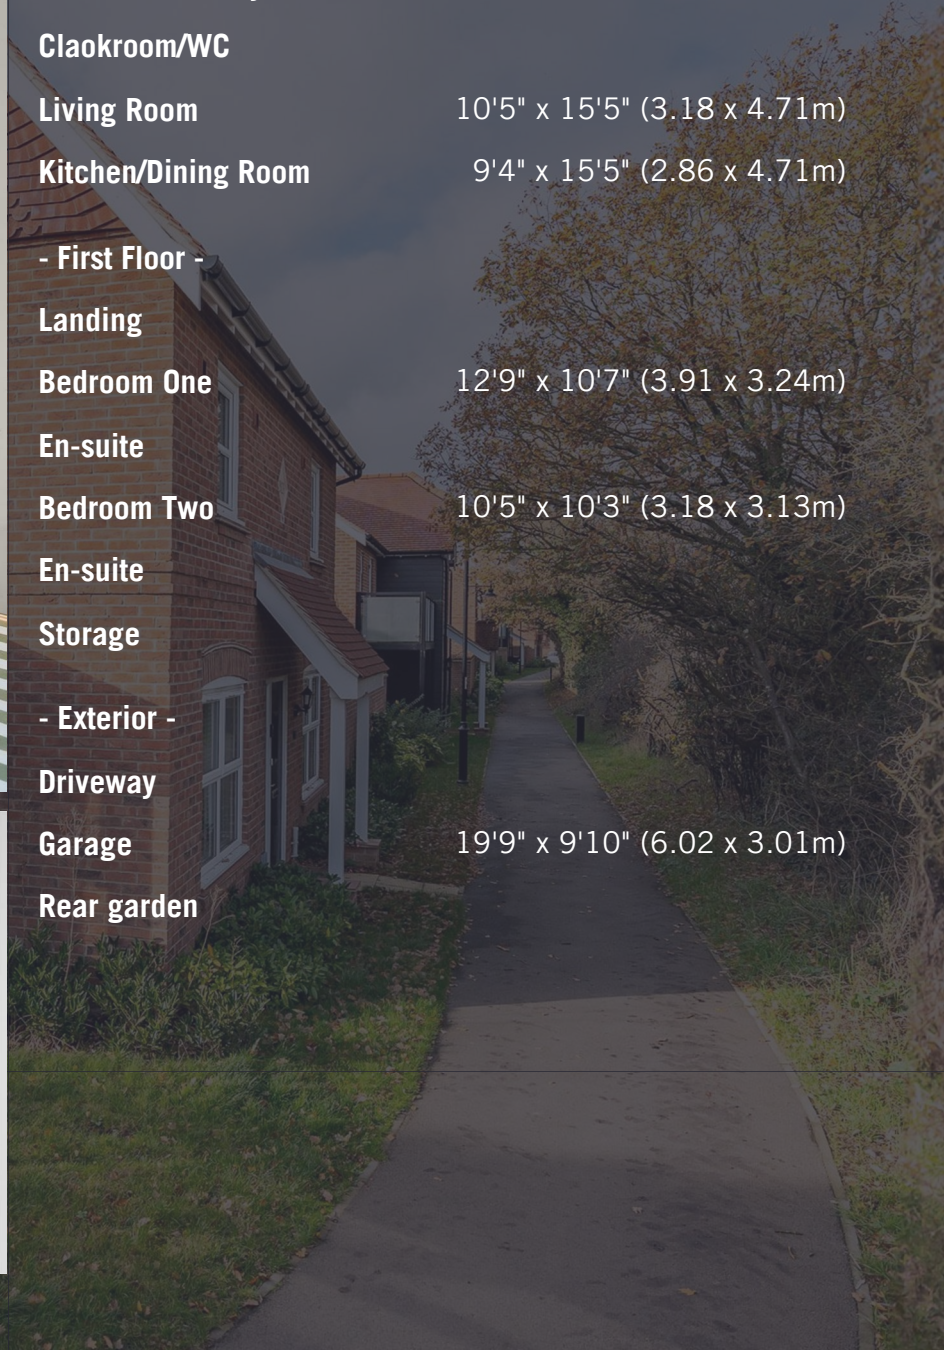 Claokroom/WC
Living Room 10'5" x 15'5" (3.18 x 4.71m)
Kitchen/Dining Room 9'4" x 15'5" (2.86 x 4.71m)
- First Floor -
Landing
Bedroom One 12'9" x 10'7" (3.91 x 3.24m)
En-suite
Bedroom Two 10'5" x 10'3" (3.18 x 3.13m)
En-suite
Storage
- Exterior -
Driveway
Garage 19'9" x 9'10" (6.02 x 3.01m)
Rear garden